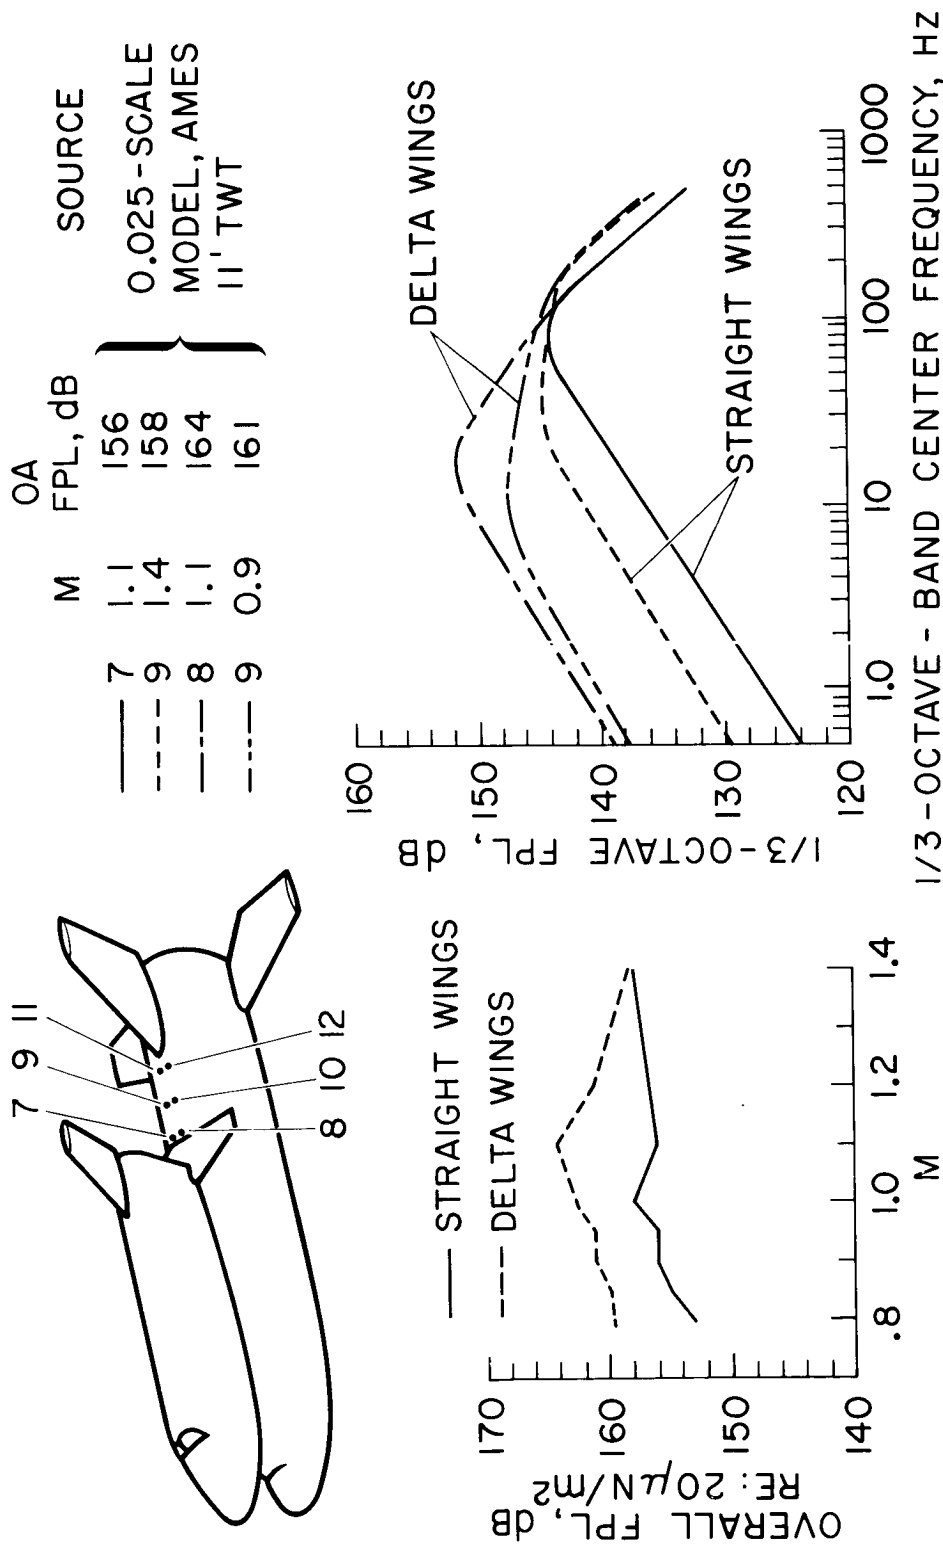 7
9
11
8
10
12
M
OA
FPL, dB
SOURCE
7 1.1 156
9 1.4 158
8 1.1 164
9 0.9 161
0.025-SCALE
MODEL, AMES
11' TWT
OVERALL FPL, dB
RE: 20μN/m²
170
160
150
140
STRAIGHT WINGS
DELTA WINGS
.8
1.0
1.2
1.4
M
1/3-OCTAVE FPL, dB
160
150
140
130
120
DELTA WINGS
STRAIGHT WINGS
1.0
10
100
1000
1/3-OCTAVE-BAND CENTER FREQUENCY, HZ